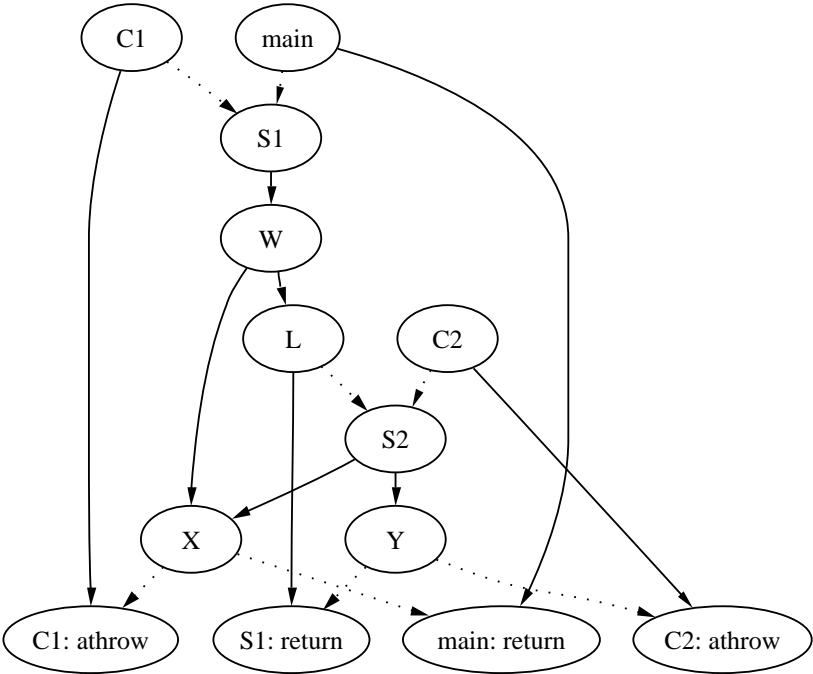 C1
main
S1
W
L
C2
S2
X
Y
C1: athrow
S1: return
main: return
C2: athrow